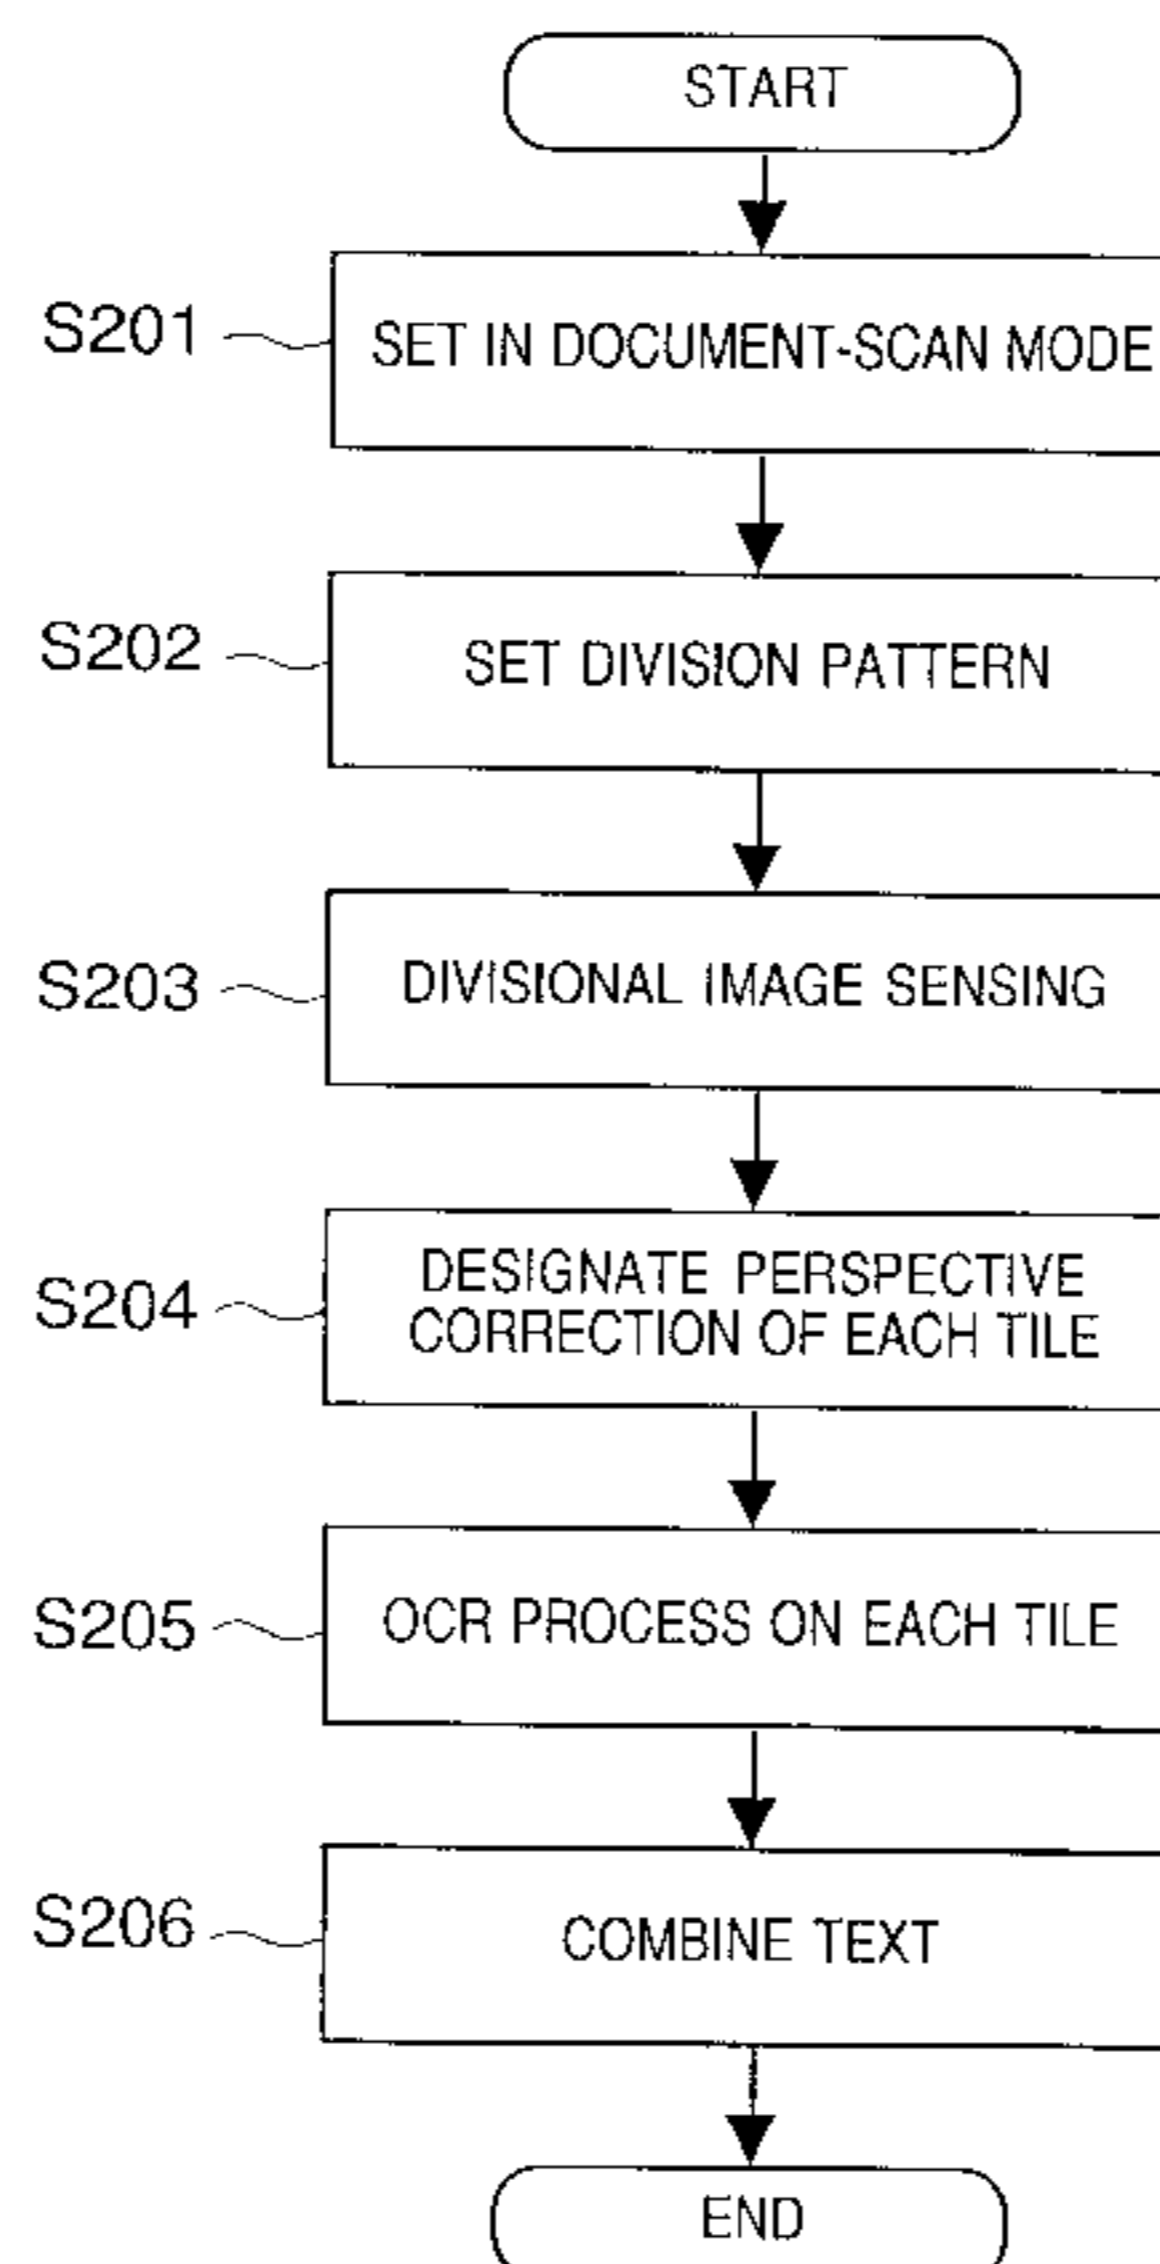 START
S201
SET IN DOCUMENT-SCAN MODE
S202
SET DIVISION PATTERN
S203
DIVISIONAL IMAGE SENSING
S204
DESIGNATE PERSPECTIVE
CORRECTION OF EACH TILE
S205
OCR PROCESS ON EACH TILE
S206
COMBINE TEXT
END